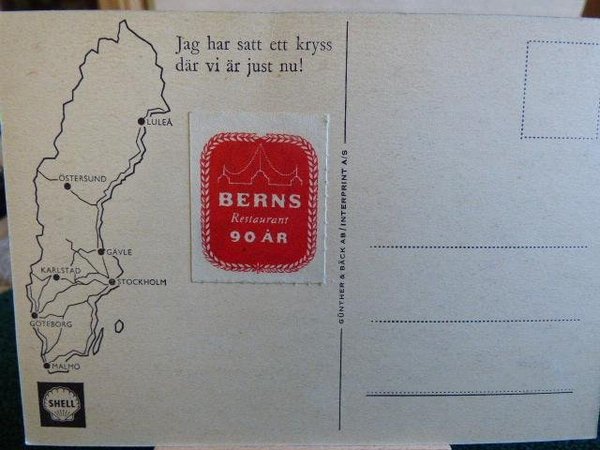 Jag har satt ett kryss
där vi är just nu!
LULEÅ
ÖSTERSUND
GÄVLE
KARLSTAD
STOCKHOLM
GÖTEBORG
MALMÖ
SHELL
BERNS
Restaurant
90 ÅR
GÜNTHER & BÄCK AB/INTERPRINT A/S